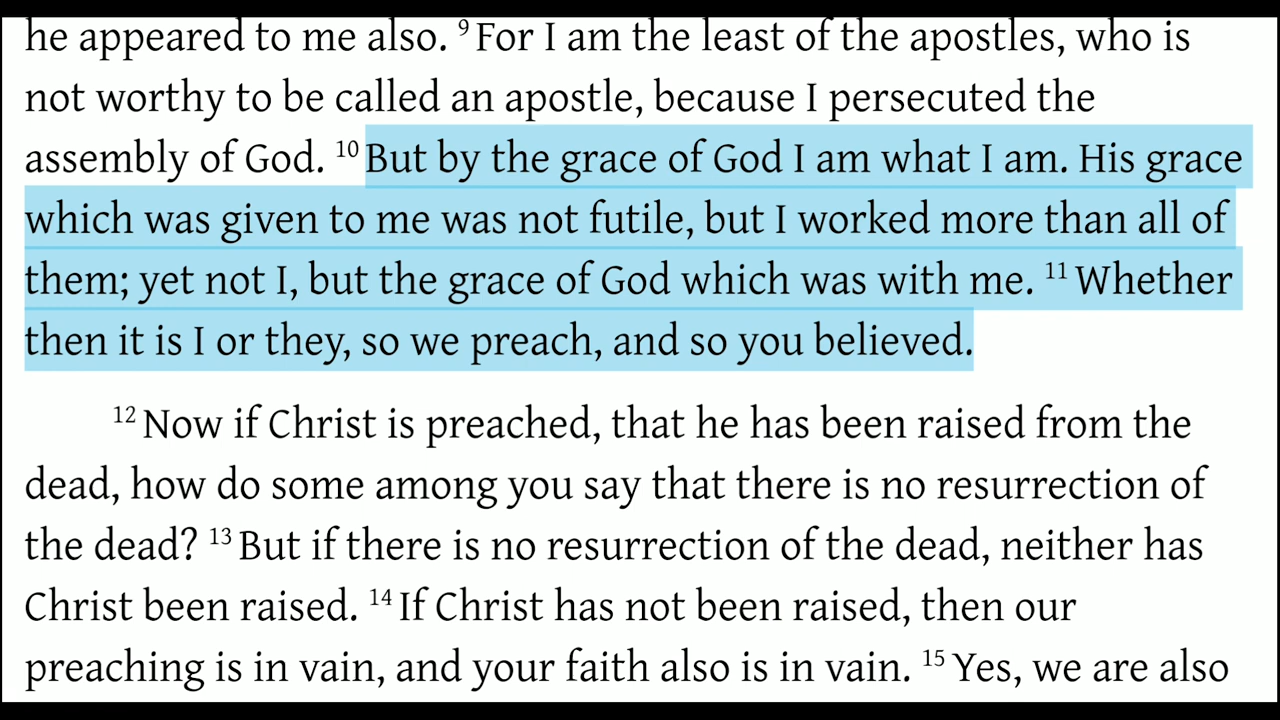 he appeared to me also. 9 For I am the least of the apostles, who is
not worthy to be called an apostle, because I persecuted the
assembly of God. 10 But by the grace of God I am what I am. His grace
which was given to me was not futile, but I worked more than all of
them; yet not I, but the grace of God which was with me. 11 Whether
then it is I or they, so we preach, and so you believed.
12 Now if Christ is preached, that he has been raised from the
dead, how do some among you say that there is no resurrection of
the dead? 13 But if there is no resurrection of the dead, neither has
Christ been raised. 14 If Christ has not been raised, then our
preaching is in vain, and your faith also is in vain. 15 Yes, we are also